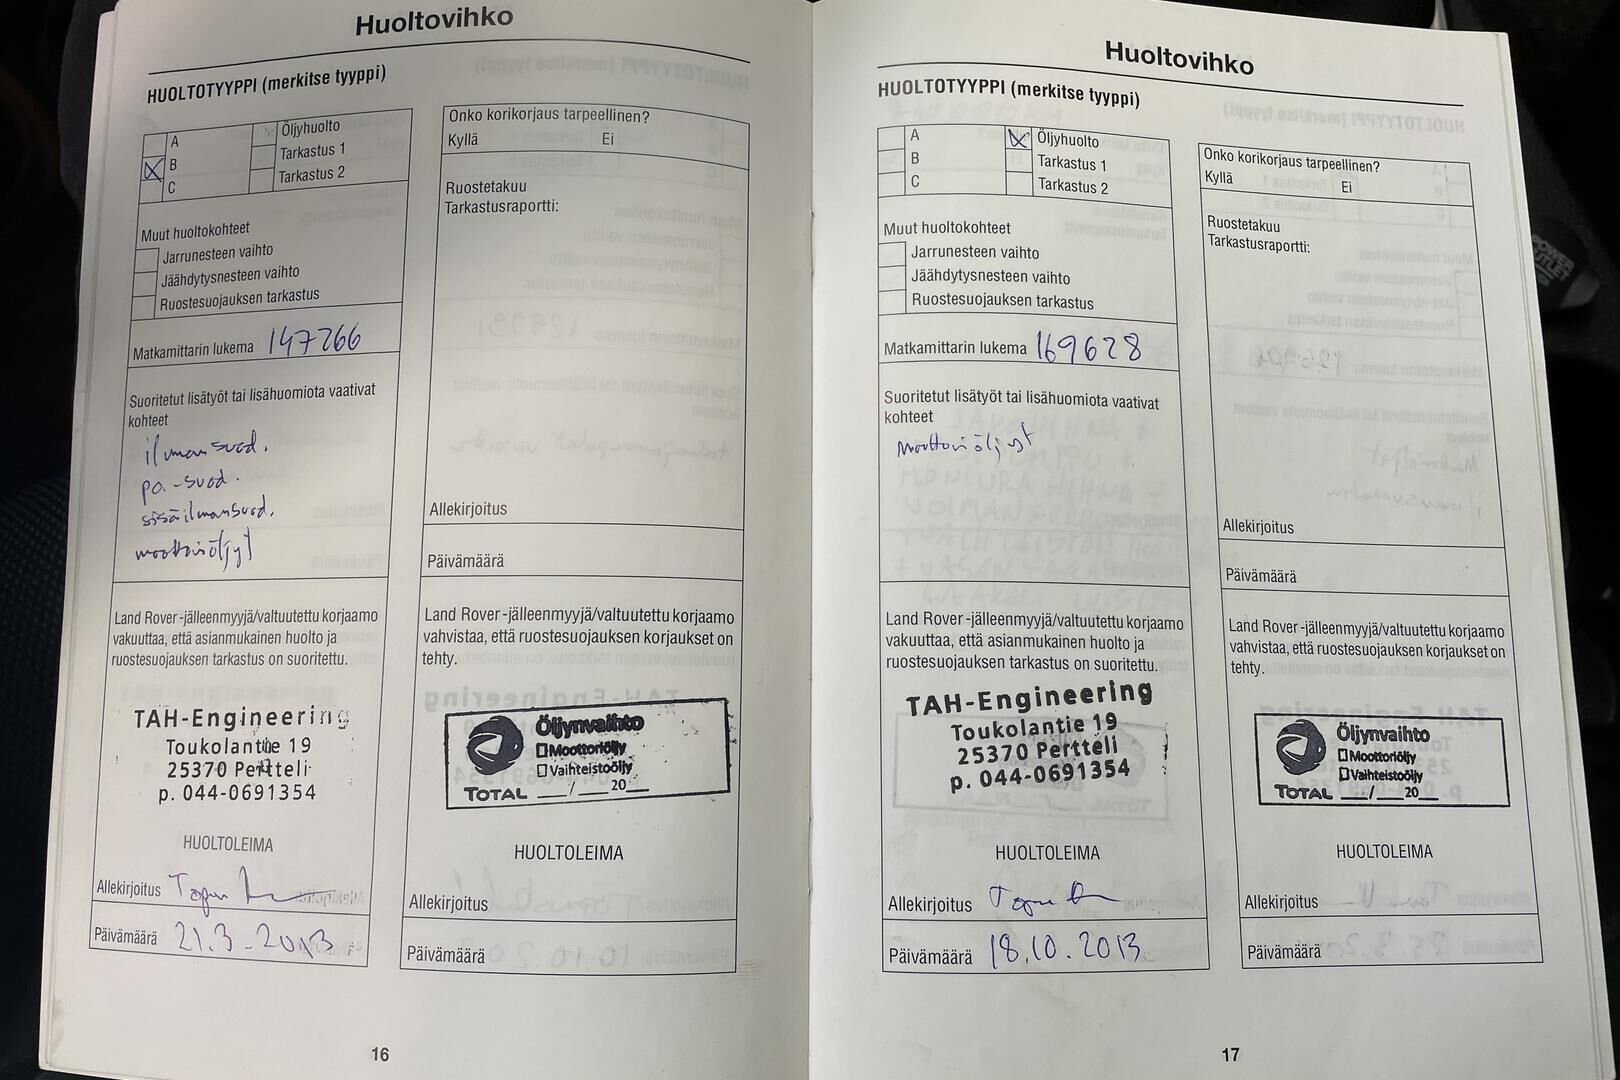 Huoltovihko
HUOLTOTYYPPI (merkitse tyyppi)
A
B
C
Öljyhuolto
Tarkastus 1
Tarkastus 2
Muut huoltokohteet
Jarrunesteen vaihto
Jäähdytysnesteen vaihto
Ruostesuojauksen tarkastus
Matkamittarin lukema 147266
Suoritetut lisätyöt tai lisähuomiota vaativat
kohteet
ilmansuod.
po.-suod.
sisäilmansuod.
moottoriöljyt
Land Rover -jälleenmyyjä/valtuutettu korjaamo
vakuuttaa, että asianmukainen huolto ja
ruostesuojauksen tarkastus on suoritettu.
TAH-Engineering
Toukolantie 19
25370 Pertteli
p. 044-0691354
HUOLTOLEIMA
Allekirjoitus
Päivämäärä 21.3.2013
Onko korikorjaus tarpeellinen?
Kyllä Ei
Ruostetakuu
Tarkastusraportti:
Allekirjoitus
Päivämäärä
Land Rover -jälleenmyyjä/valtuutettu korjaamo
vahvistaa, että ruostesuojauksen korjaukset on
tehty.
Öljynvaihto
Moottoriöljy
Vaihteistoöljy
TOTAL ___/___20__
HUOLTOLEIMA
Allekirjoitus
Päivämäärä
16
Huoltovihko
HUOLTOTYYPPI (merkitse tyyppi)
A
B
C
Öljyhuolto
Tarkastus 1
Tarkastus 2
Muut huoltokohteet
Jarrunesteen vaihto
Jäähdytysnesteen vaihto
Ruostesuojauksen tarkastus
Matkamittarin lukema 169628
Suoritetut lisätyöt tai lisähuomiota vaativat
kohteet
moottoriöljyt
Land Rover -jälleenmyyjä/valtuutettu korjaamo
vakuuttaa, että asianmukainen huolto ja
ruostesuojauksen tarkastus on suoritettu.
TAH-Engineering
Toukolantie 19
25370 Pertteli
p. 044-0691354
HUOLTOLEIMA
Allekirjoitus
Päivämäärä 18.10.2013
Onko korikorjaus tarpeellinen?
Kyllä Ei
Ruostetakuu
Tarkastusraportti:
Allekirjoitus
Päivämäärä
Land Rover -jälleenmyyjä/valtuutettu korjaamo
vahvistaa, että ruostesuojauksen korjaukset on
tehty.
Öljynvaihto
Moottoriöljy
Vaihteistoöljy
TOTAL ___/___20__
HUOLTOLEIMA
Allekirjoitus
Päivämäärä
17
POWER
OUTLET